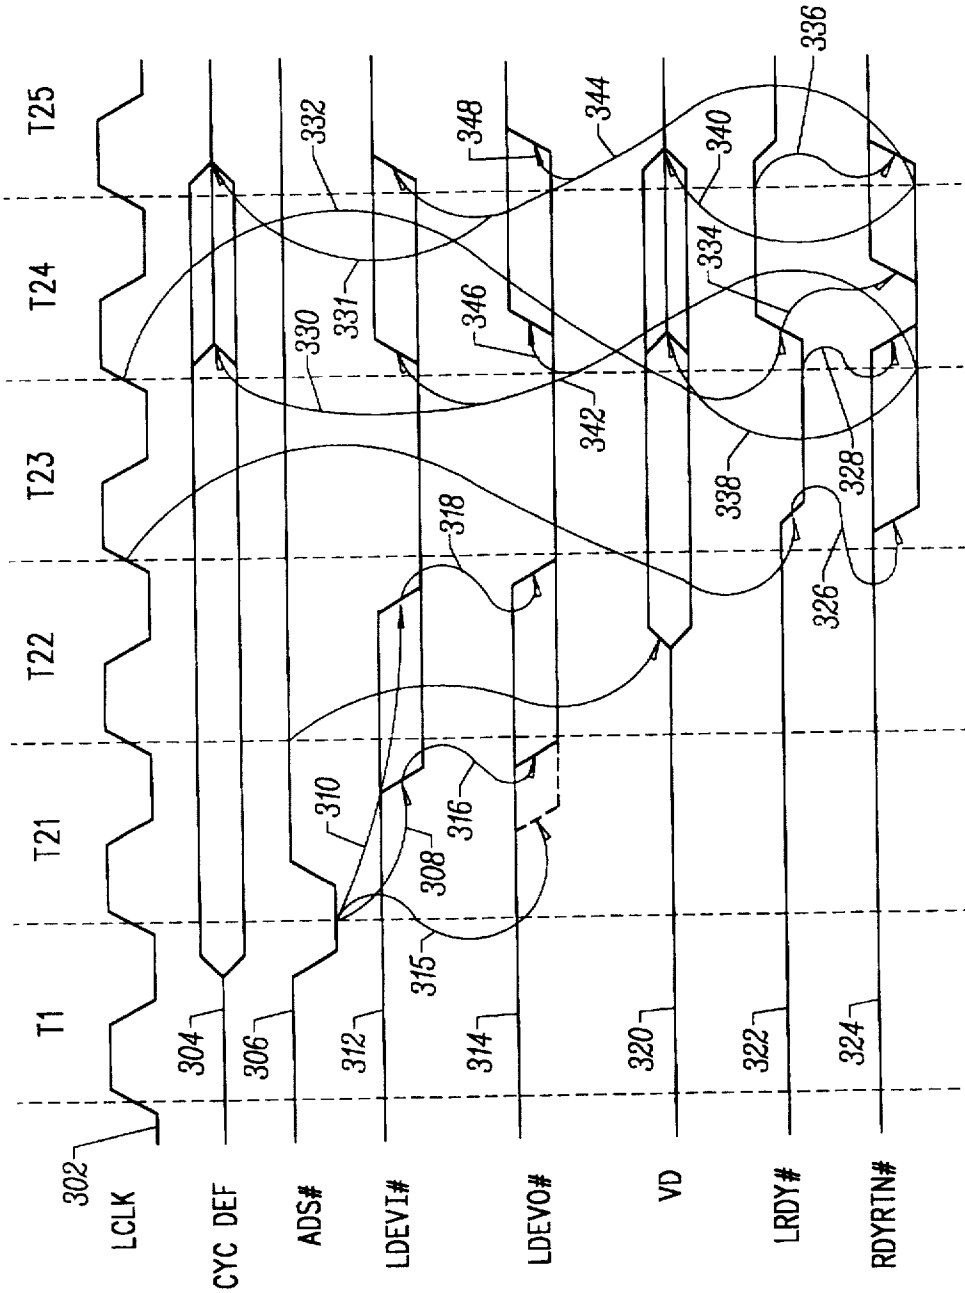 T1 T21 T22 T23 T24 T25
LCLK 302
CYC DEF 304 330 331 332
ADS# 306
LDEVI# 312 315 308 310 318
LDEVO# 314 316 342 346 348 344
VD 320
LRDY# 322 326 338 334 340 336
RDYRTN# 324 328